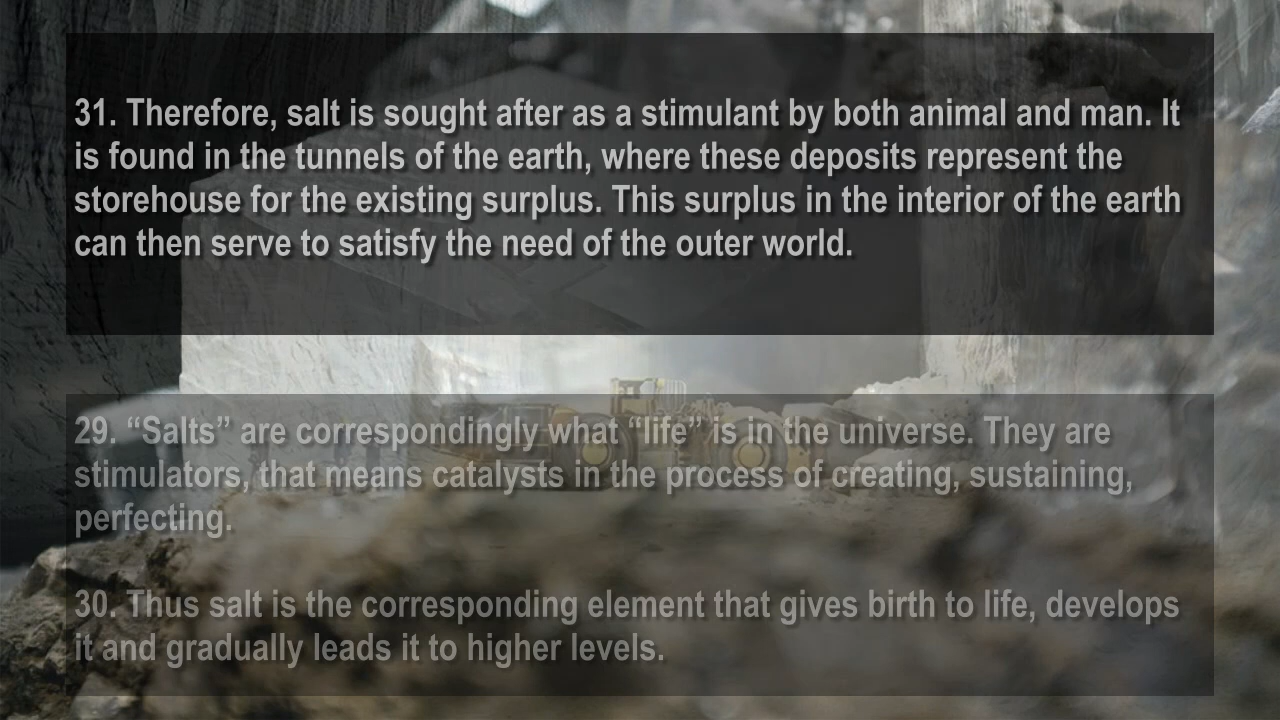 31. Therefore, salt is sought after as a stimulant by both animal and man. It
is found in the tunnels of the earth, where these deposits represent the
storehouse for the existing surplus. This surplus in the interior of the earth
can then serve to satisfy the need of the outer world.
29. “Salts” are correspondingly what “life” is in the universe. They are
stimulators, that means catalysts in the process of creating, sustaining,
perfecting.
30. Thus salt is the corresponding element that gives birth to life, develops
it and gradually leads it to higher levels.